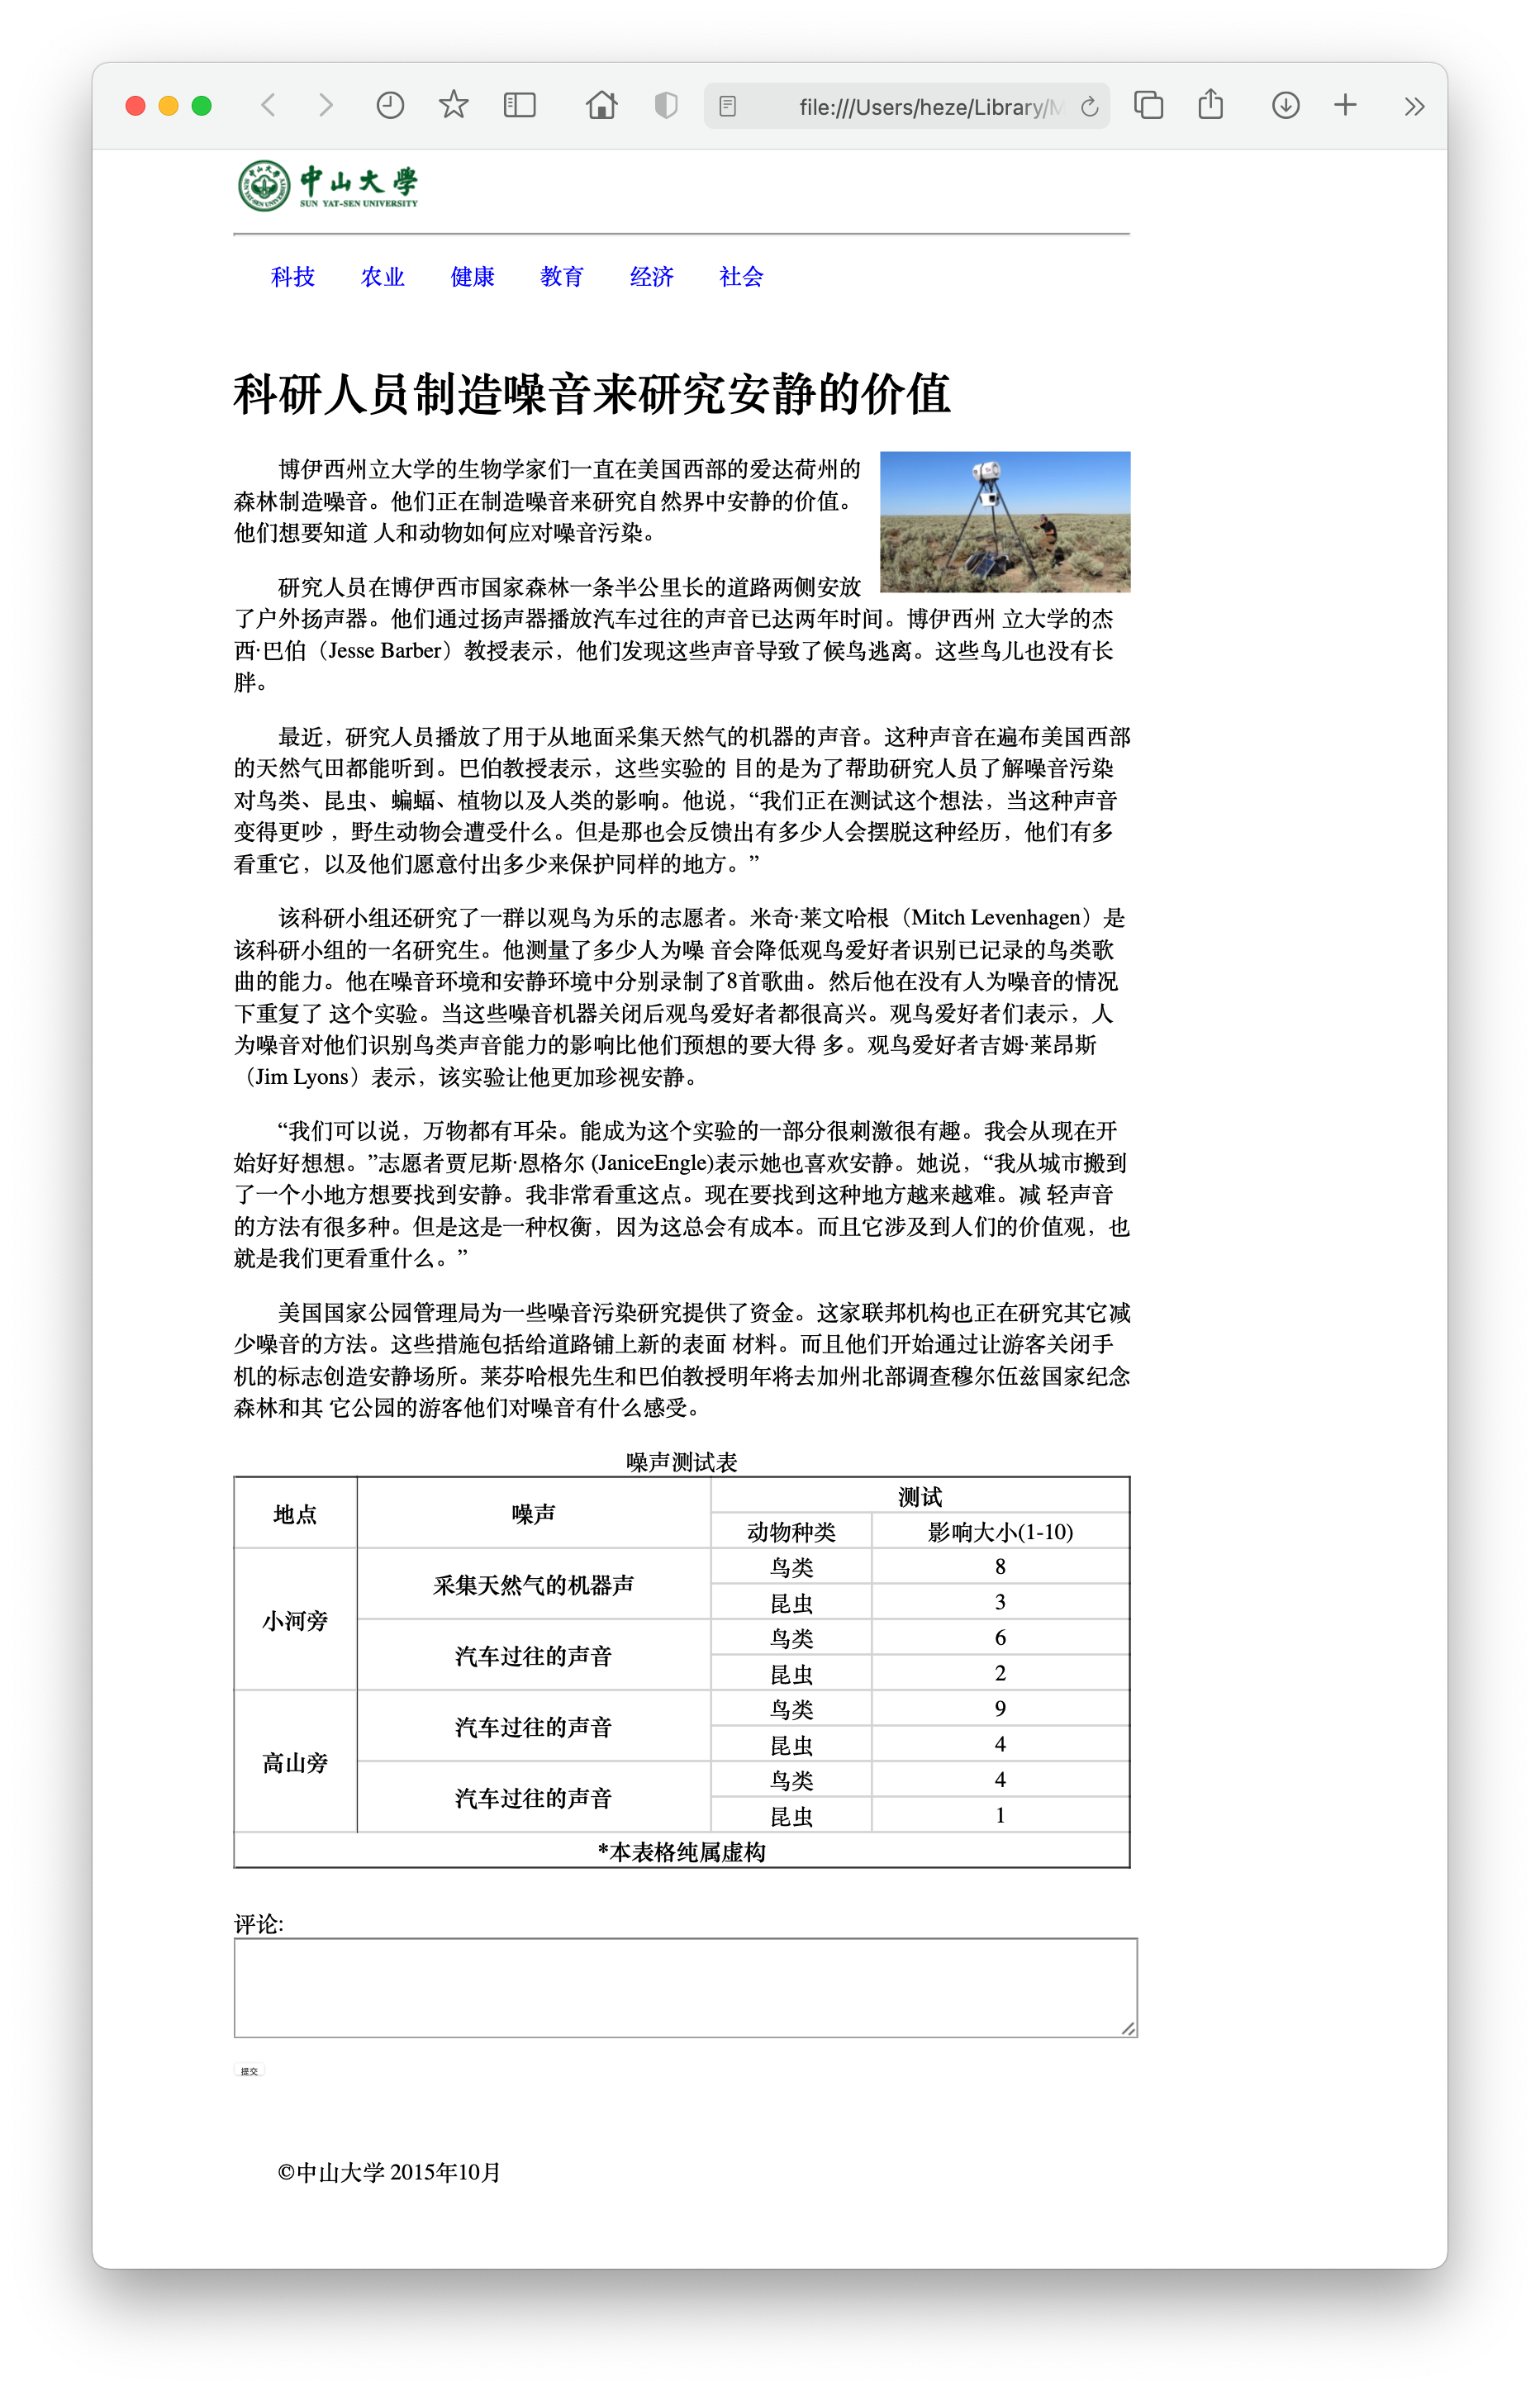 file:///Users/heze/Library/M
中山大學
SUN YAT-SEN UNIVERSITY
科技 农业 健康 教育 经济 社会
科研人员制造噪音来研究安静的价值
博伊西州立大学的生物学家们一直在美国西部的爱达荷州的
森林制造噪音。他们正在制造噪音来研究自然界中安静的价值。
他们想要知道 人和动物如何应对噪音污染。
研究人员在博伊西市国家森林一条半公里长的道路两侧安放
了户外扬声器。他们通过扬声器播放汽车过往的声音已达两年时间。博伊西州 立大学的杰
西·巴伯（Jesse Barber）教授表示，他们发现这些声音导致了候鸟逃离。这些鸟儿也没有长
胖。
最近，研究人员播放了用于从地面采集天然气的机器的声音。这种声音在遍布美国西部
的天然气田都能听到。巴伯教授表示，这些实验的 目的是为了帮助研究人员了解噪音污染
对鸟类、昆虫、蝙蝠、植物以及人类的影响。他说，“我们正在测试这个想法，当这种声音
变得更吵 ，野生动物会遭受什么。但是那也会反馈出有多少人会摆脱这种经历，他们有多
看重它，以及他们愿意付出多少来保护同样的地方。”
该科研小组还研究了一群以观鸟为乐的志愿者。米奇·莱文哈根（Mitch Levenhagen）是
该科研小组的一名研究生。他测量了多少人为噪 音会降低观鸟爱好者识别已记录的鸟类歌
曲的能力。他在噪音环境和安静环境中分别录制了8首歌曲。然后他在没有人为噪音的情况
下重复了 这个实验。当这些噪音机器关闭后观鸟爱好者都很高兴。观鸟爱好者们表示，人
为噪音对他们识别鸟类声音能力的影响比他们预想的要大得 多。观鸟爱好者吉姆·莱昂斯
（Jim Lyons）表示，该实验让他更加珍视安静。
“我们可以说，万物都有耳朵。能成为这个实验的一部分很刺激很有趣。我会从现在开
始好好想想。”志愿者贾尼斯·恩格尔 (JaniceEngle)表示她也喜欢安静。她说，“我从城市搬到
了一个小地方想要找到安静。我非常看重这点。现在要找到这种地方越来越难。减 轻声音
的方法有很多种。但是这是一种权衡，因为这总会有成本。而且它涉及到人们的价值观，也
就是我们更看重什么。”
美国国家公园管理局为一些噪音污染研究提供了资金。这家联邦机构也正在研究其它减
少噪音的方法。这些措施包括给道路铺上新的表面 材料。而且他们开始通过让游客关闭手
机的标志创造安静场所。莱芬哈根先生和巴伯教授明年将去加州北部调查穆尔伍兹国家纪念
森林和其 它公园的游客他们对噪音有什么感受。
噪声测试表
地点 噪声 测试
动物种类 影响大小(1-10)
小河旁 采集天然气的机器声 鸟类 8
昆虫 3
汽车过往的声音 鸟类 6
昆虫 2
高山旁 汽车过往的声音 鸟类 9
昆虫 4
汽车过往的声音 鸟类 4
昆虫 1
*本表格纯属虚构
评论:
提交
©中山大学 2015年10月